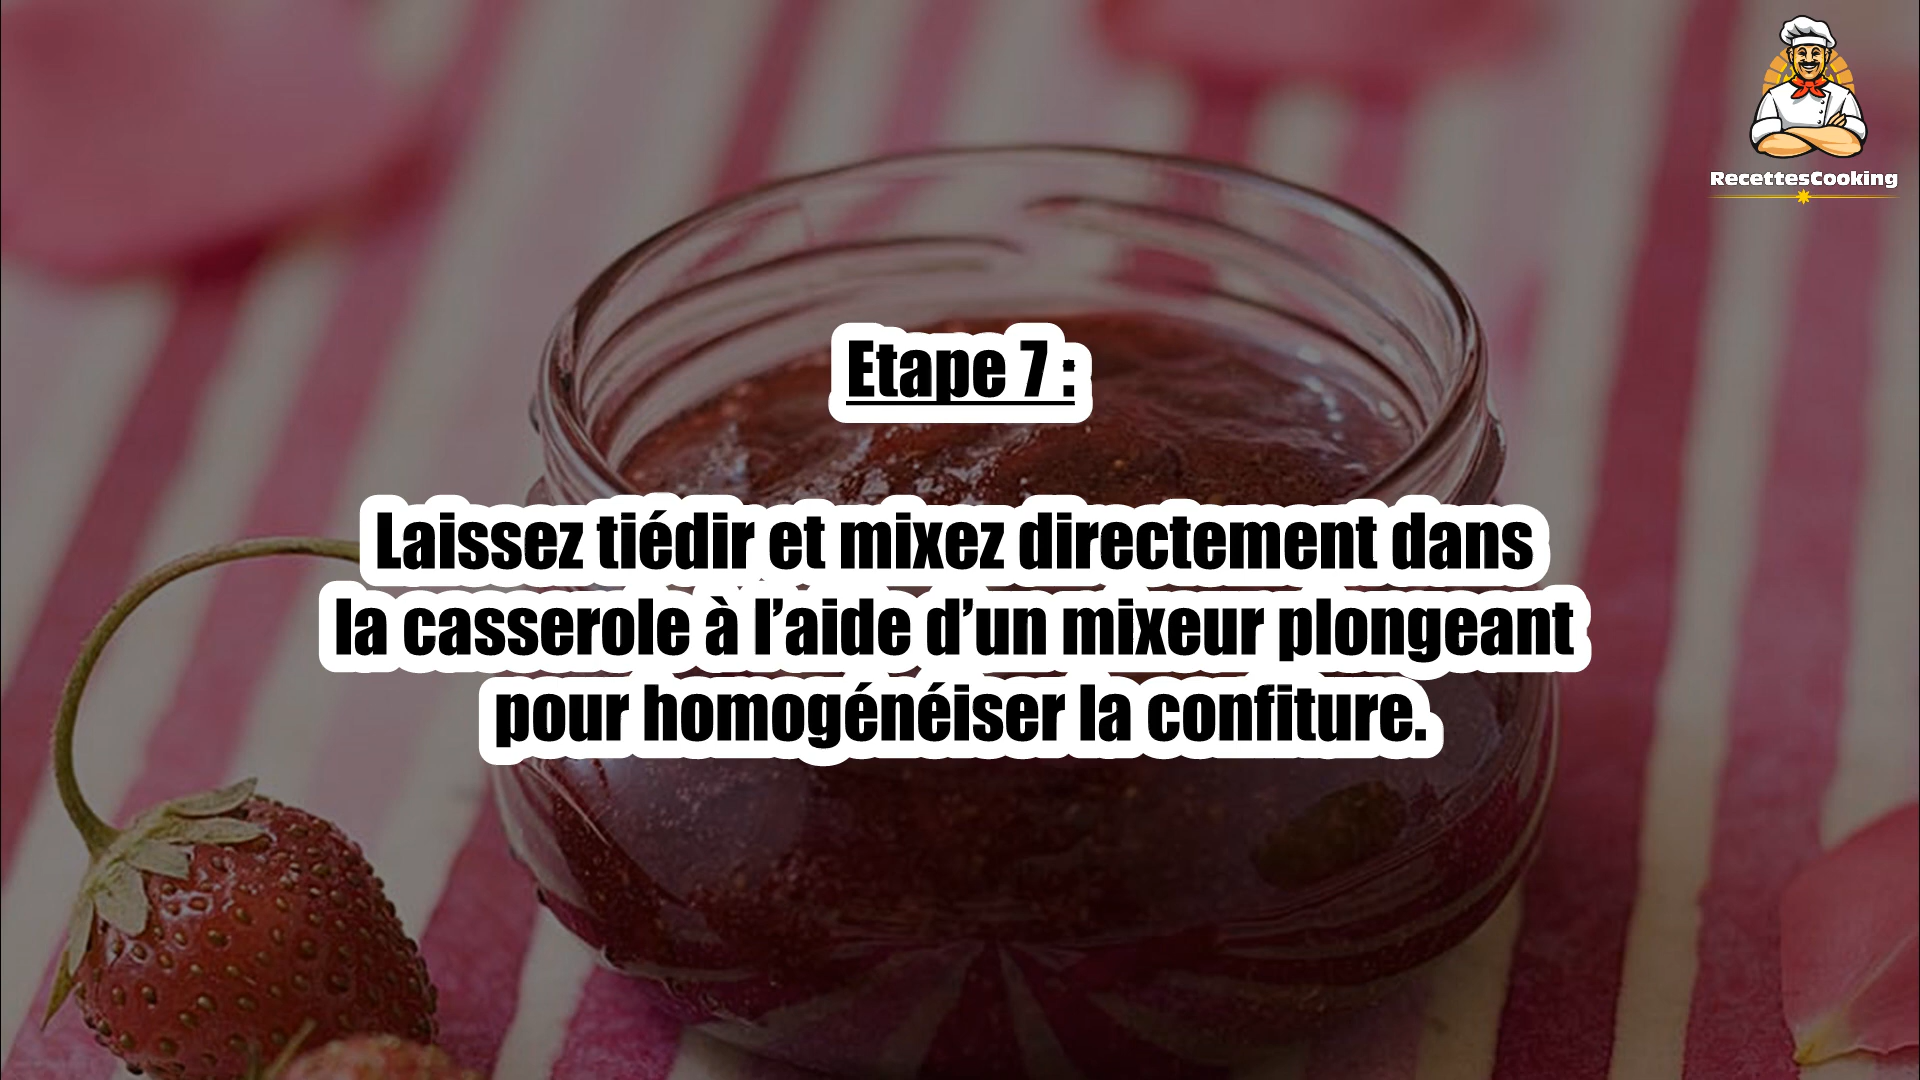 RecettesCooking
Etape 7 :
Laissez tiédir et mixez directement dans
la casserole à l’aide d’un mixeur plongeant
pour homogénéiser la confiture.